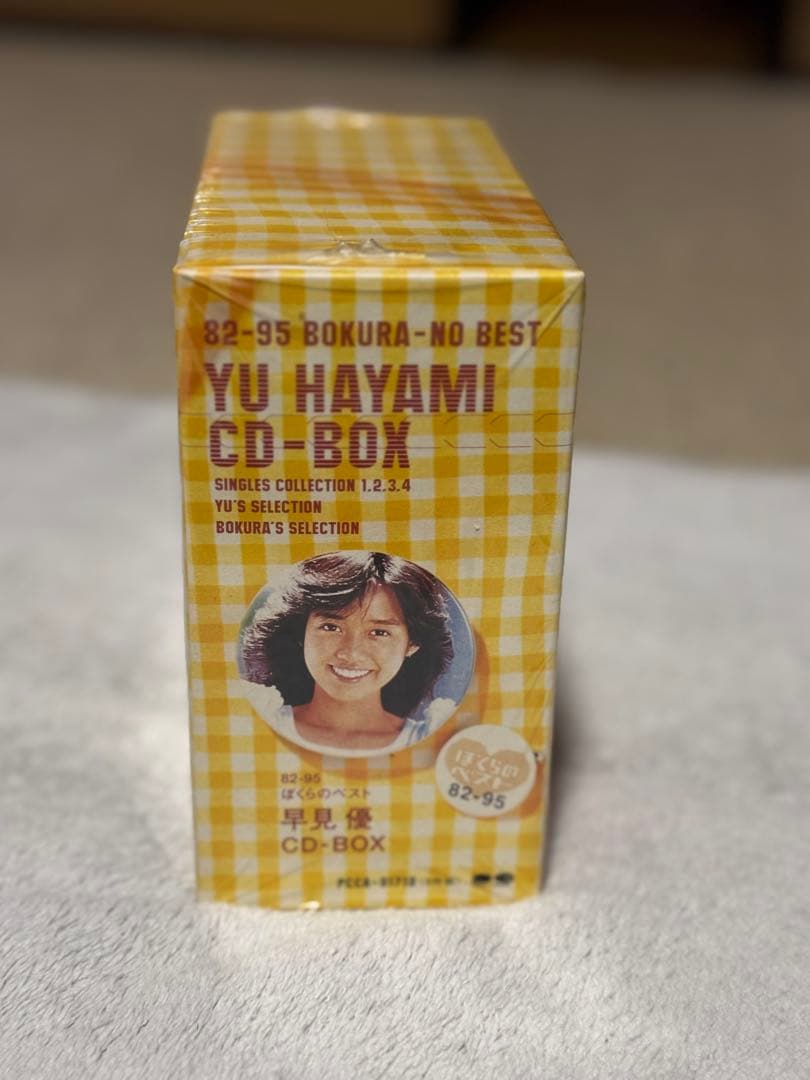 82-95 BOKURA-NO BEST
YU HAYAMI
CD-BOX
SINGLES COLLECTION 1.2.3.4
YU'S SELECTION
BOKURA'S SELECTION
ぼくらの
ベスト
82-95
82-95
ぼくらのベスト
早見 優
CD-BOX